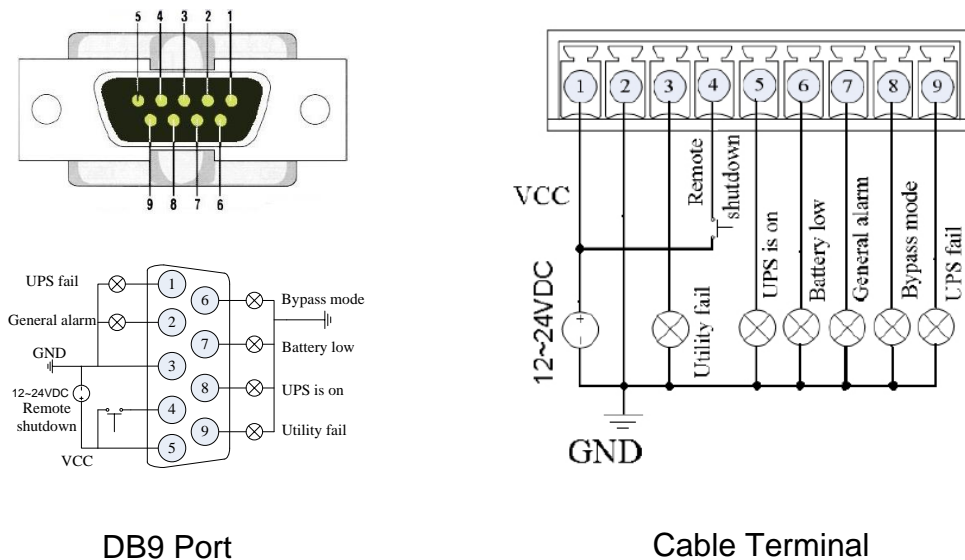 5 4 3 2 1
9 8 7 6
UPS fail
General alarm
GND
12~24VDC
Remote
shutdown
VCC
1
2
3
4
5
6
7
8
9
Bypass mode
Battery low
UPS is on
Utility fail
DB9 Port
1 2 3 4 5 6 7 8 9
VCC
Remote
shutdown
12~24VDC
Utility fail
UPS is on
Battery low
General alarm
Bypass mode
UPS fail
GND
Cable Terminal